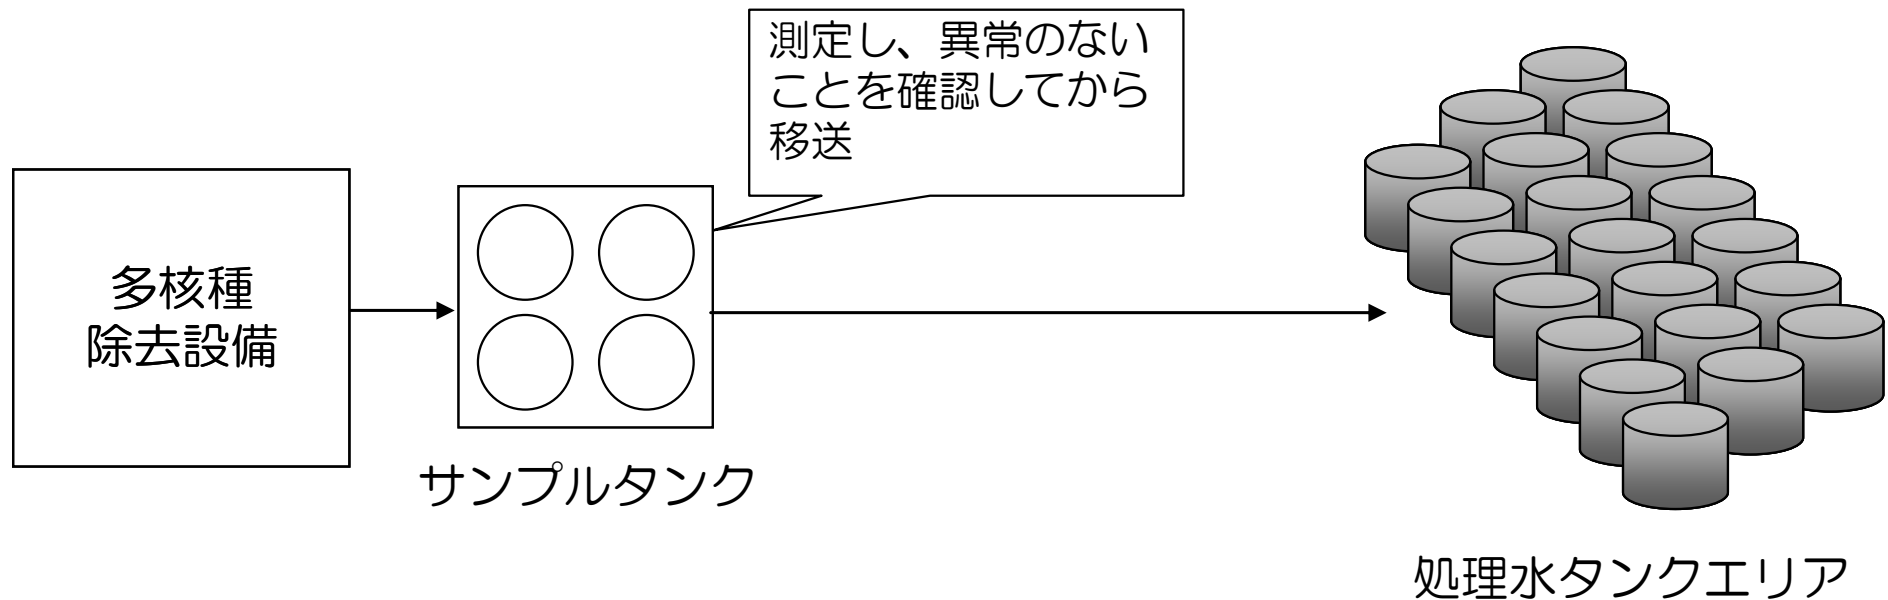 測定し、異常のない
ことを確認してから
移送
多核種
除去設備
サンプルタンク
処理水タンクエリア